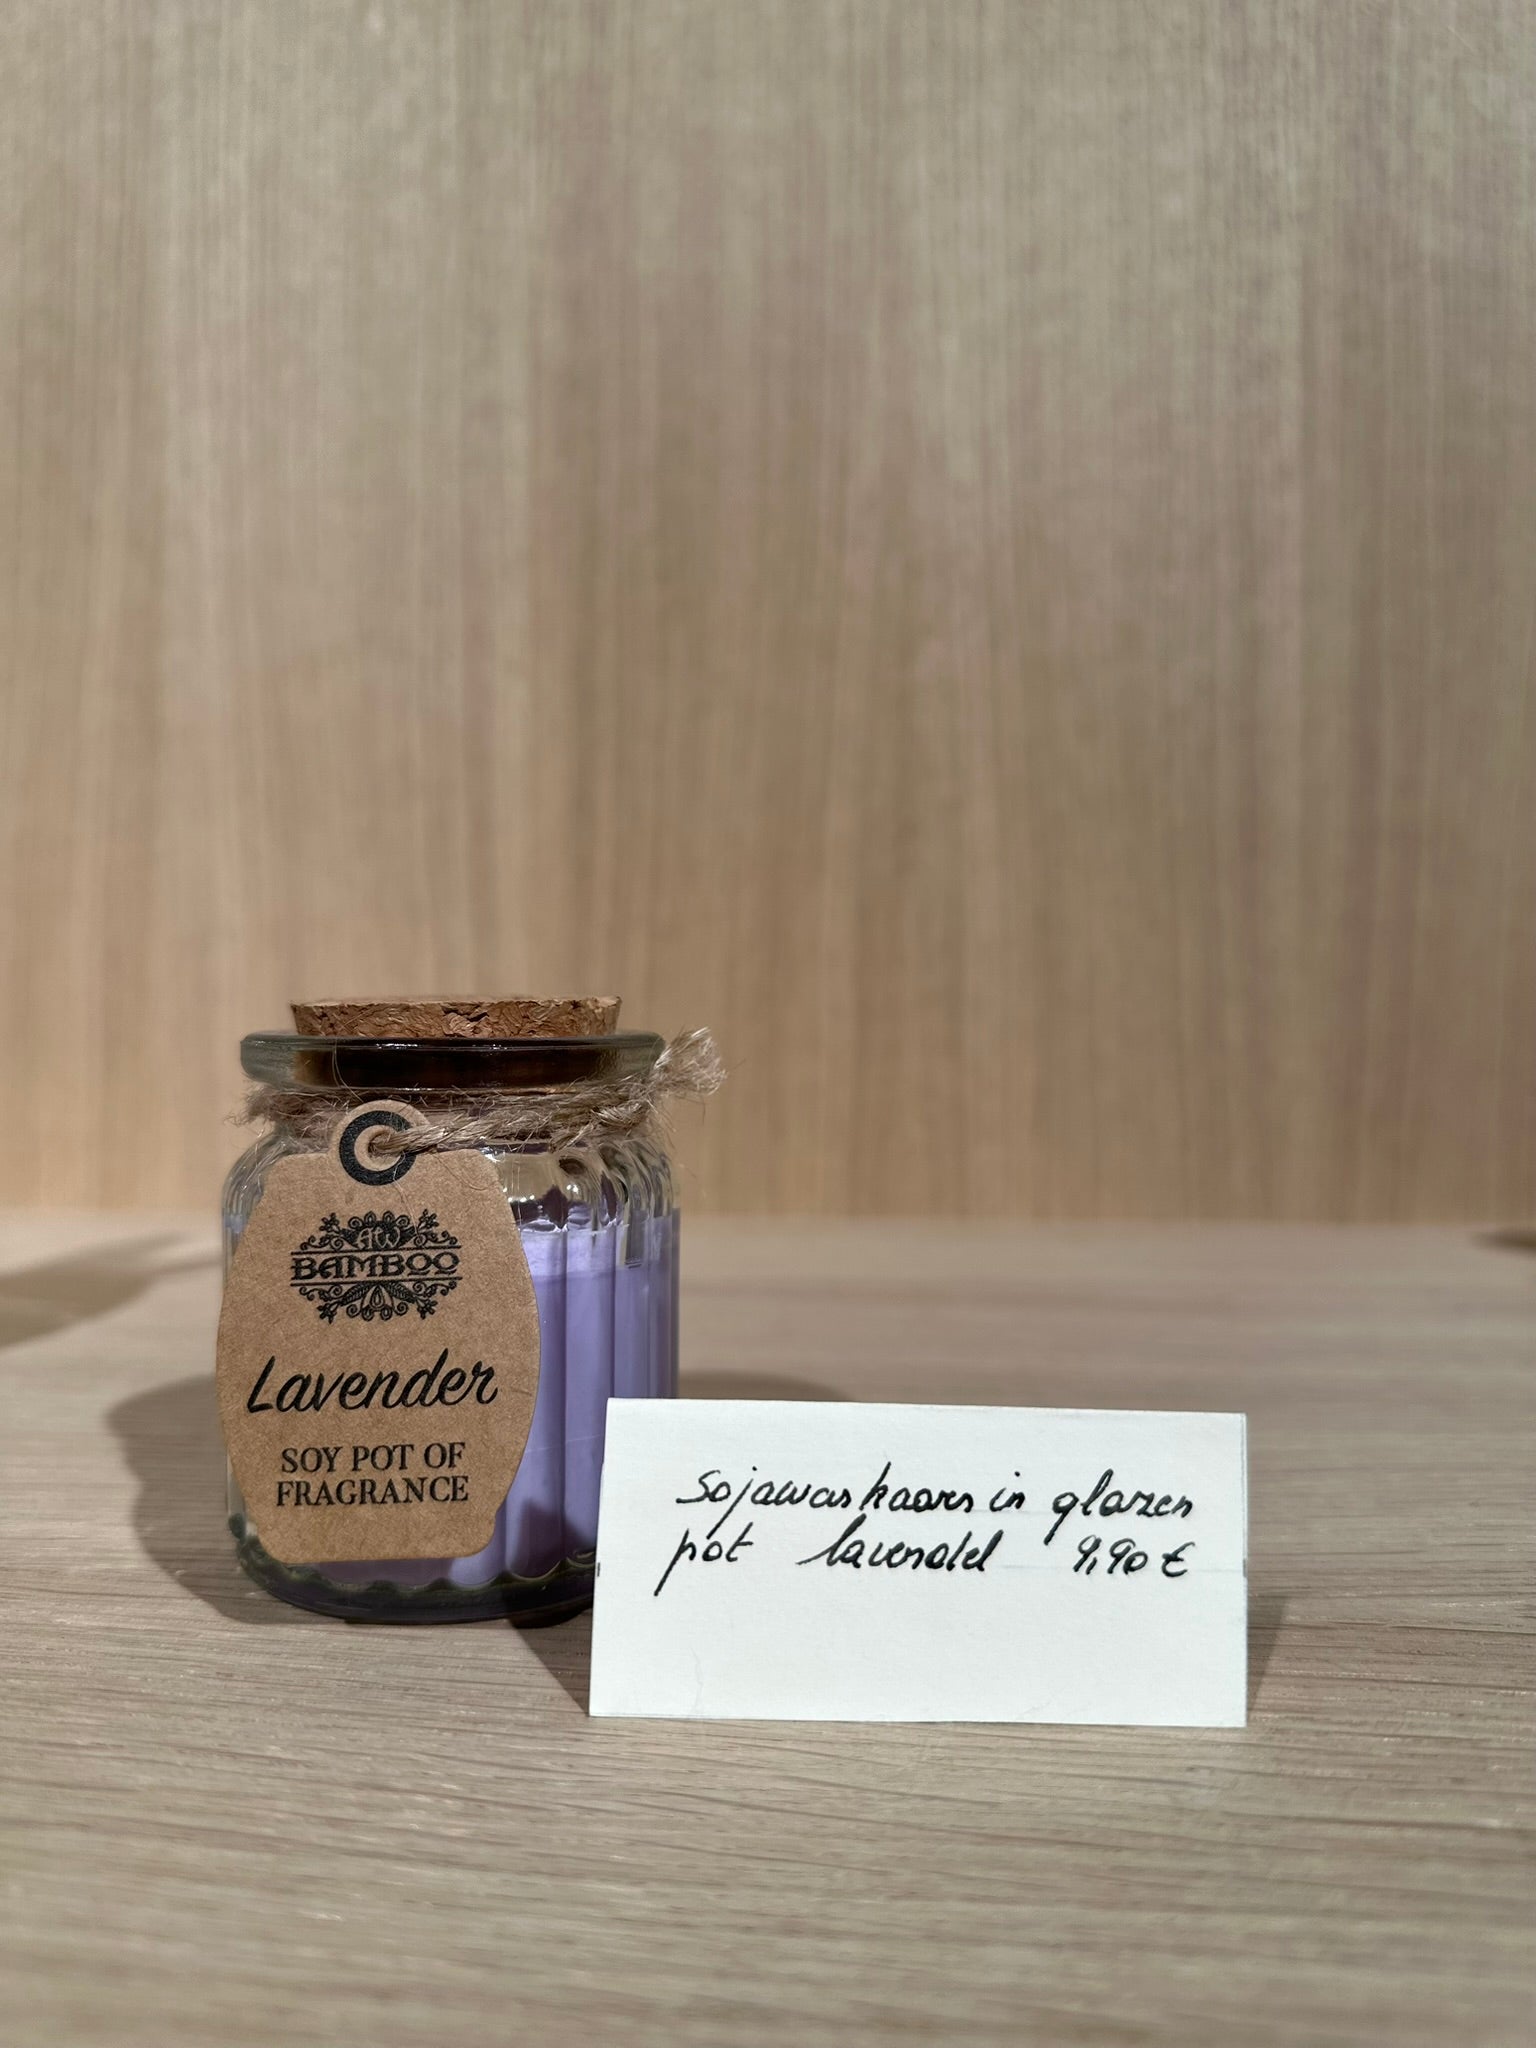 AW
BAMBOO
Lavender
SOY POT OF
FRAGRANCE
Sojawaskaars in glazen
pot lavendel 9,90 €